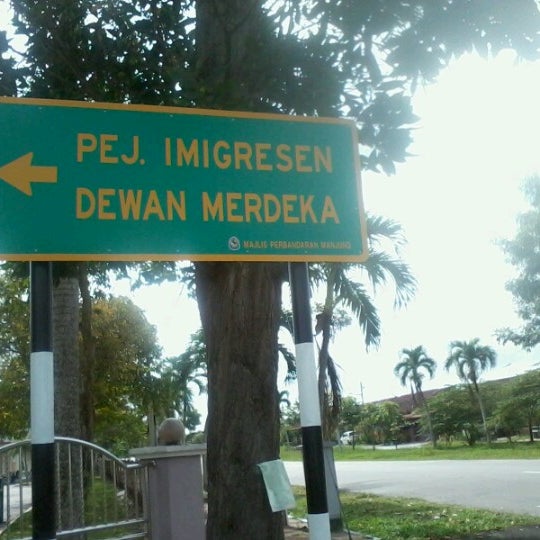 PEJ. IMIGRESEN
DEWAN MERDEKA
MAJLIS PERBANDARAN MANJUNG